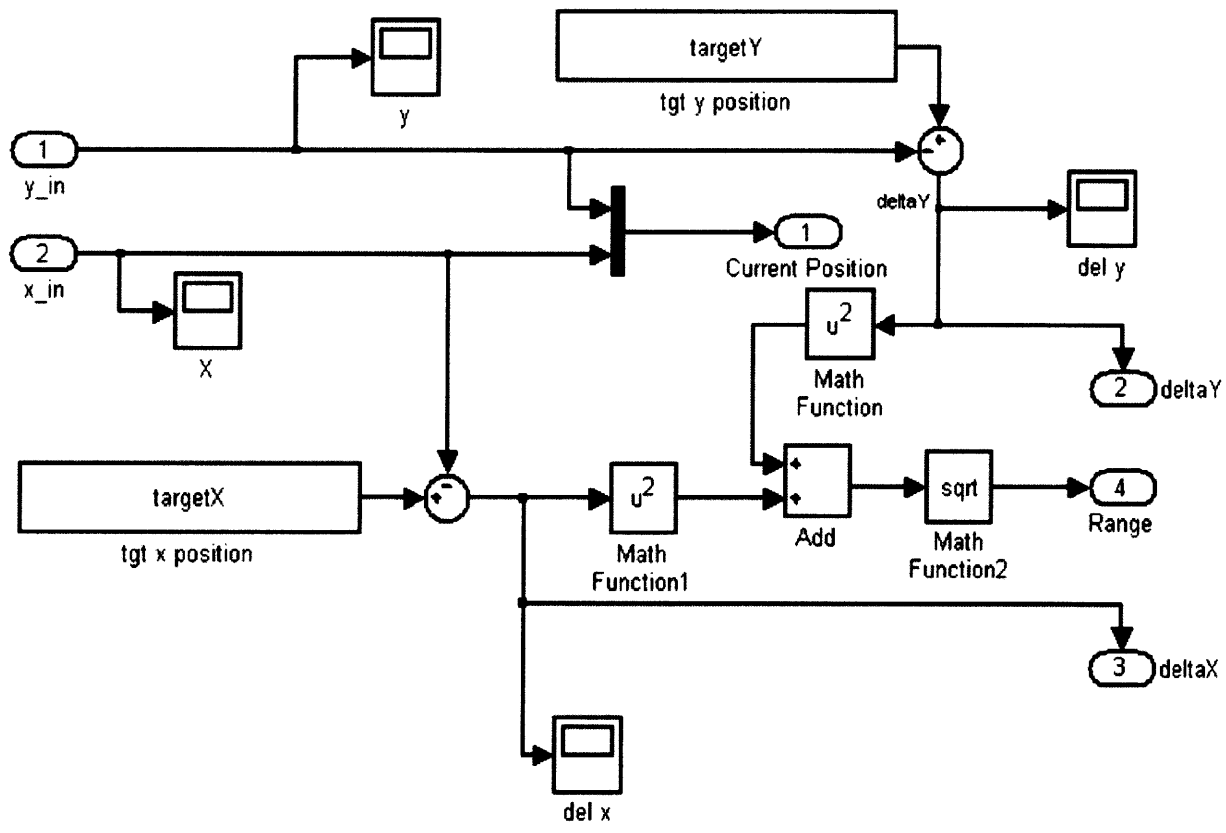 targetY
tgt y position
y
1
y_in
deltaY
del y
2
x_in
X
1
Current Position
u²
Math
Function
2
deltaY
targetX
tgt x position
u²
Math
Function1
Add
sqrt
Math
Function2
4
Range
3
deltaX
del x